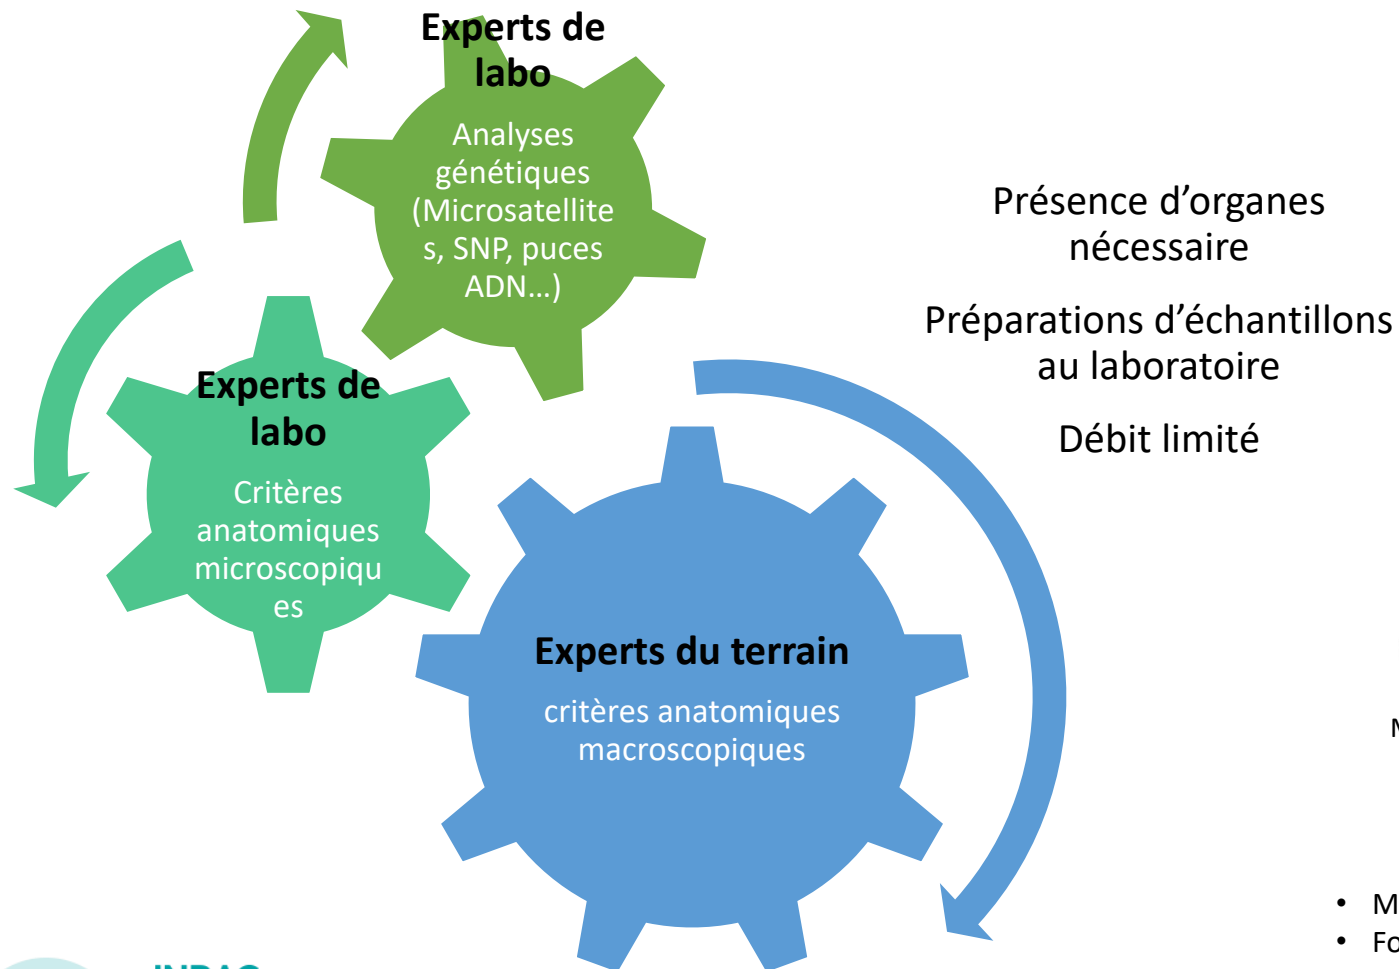 Experts de
labo
Analyses
génétiques
(Microsatellite
s, SNP, puces
ADN...)
Présence d’organes
nécessaire
Préparations d’échantillons
au laboratoire
Débit limité
Experts de
labo
Critères
anatomiques
microscopiqu
es
Experts du terrain
critères anatomiques
macroscopiques